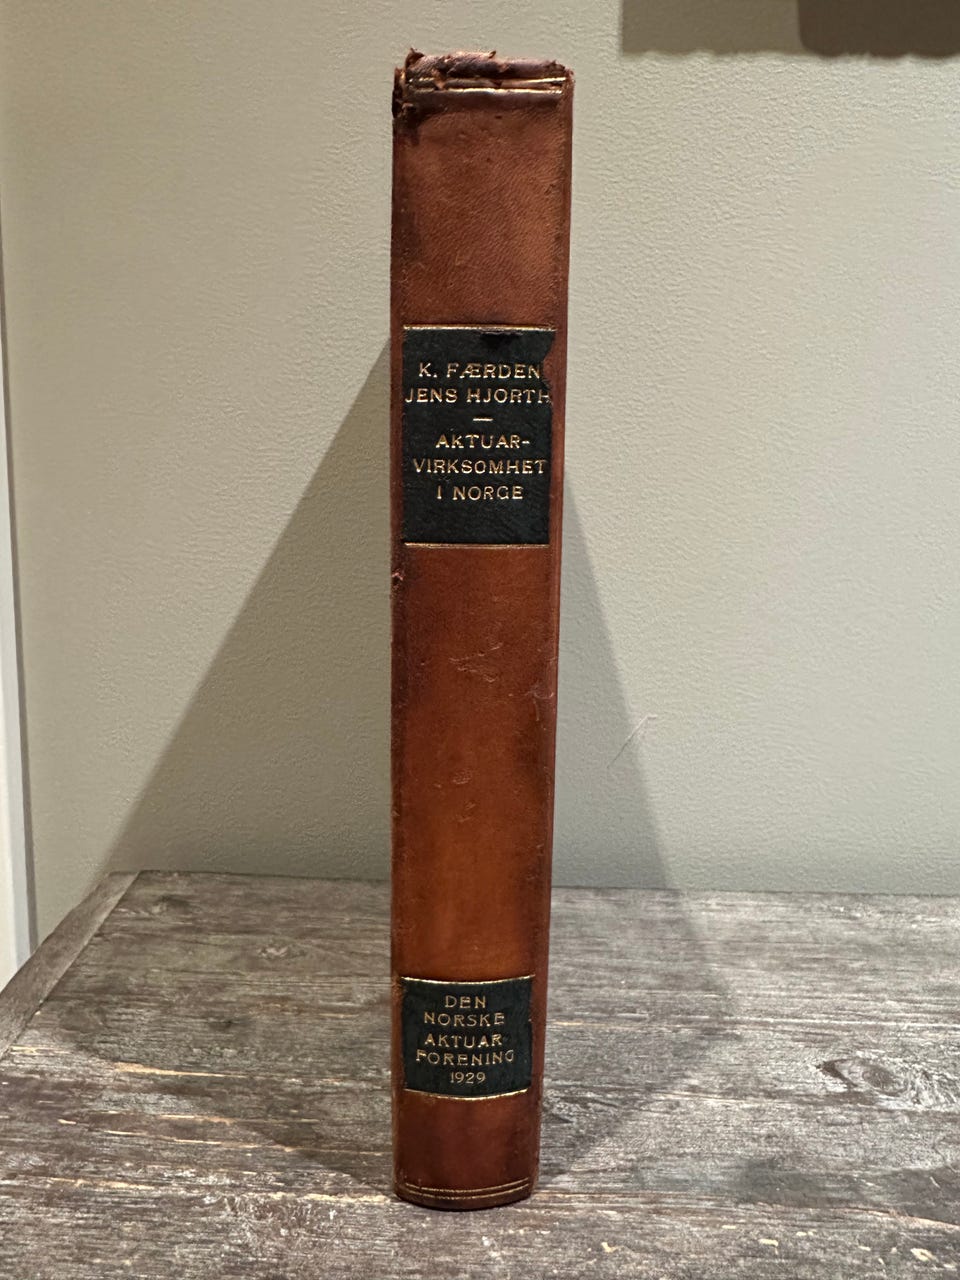 K. FÆRDEN
JENS HJORTH
—
AKTUAR-
VIRKSOMHET
I NORGE
DEN
NORSKE
AKTUAR
FORENING
1929